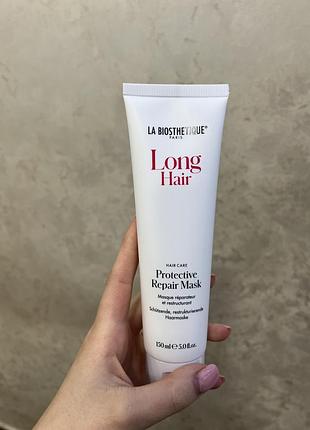 LA BIOSTHETIQUE®
PARIS
Long
Hair
HAIR CARE
Protective
Repair Mask
Masque réparateur
et restructurant
Schützende, restrukturierende
Haarmaske
150 ml ℮ 5.0 fl.oz.